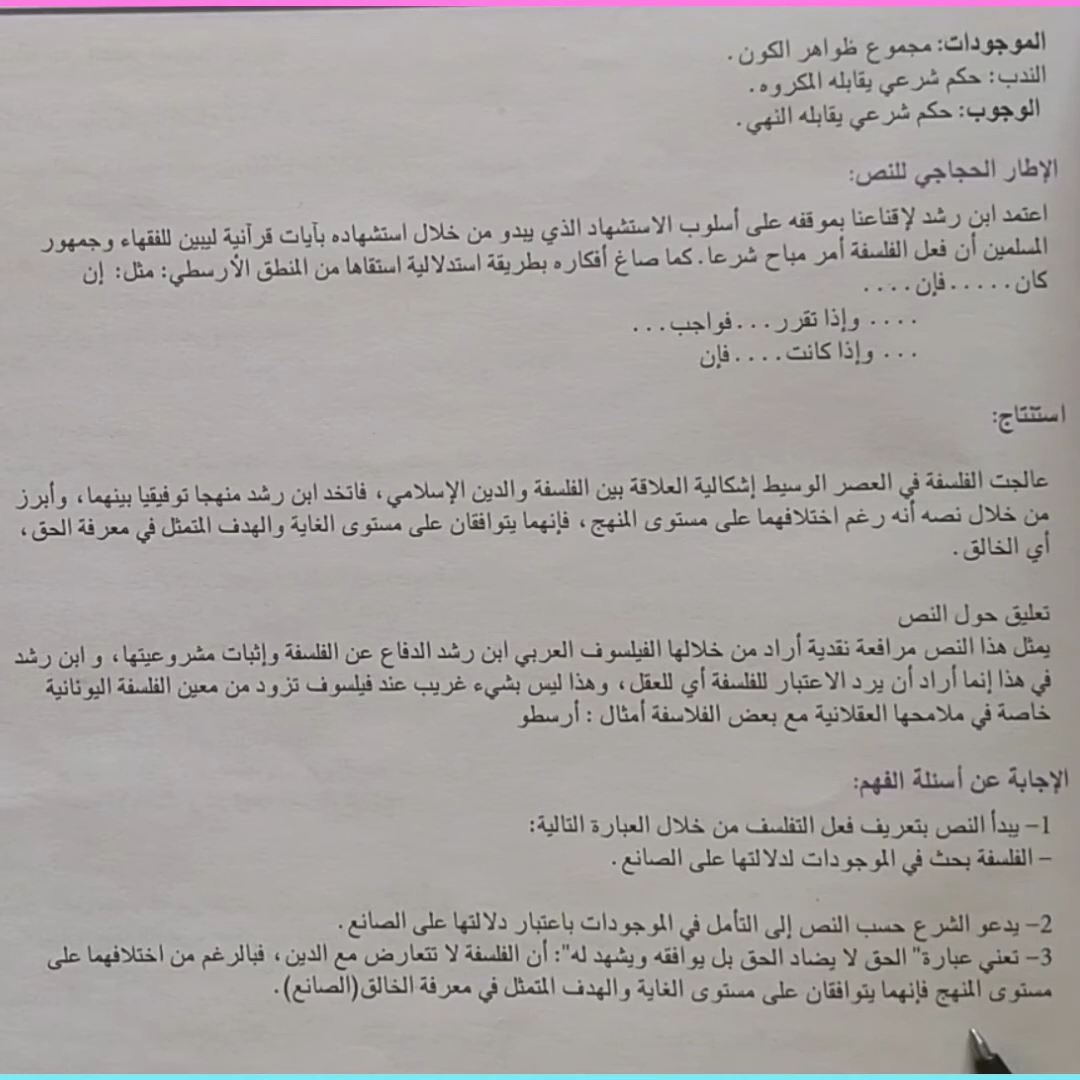 الموجودات: مجموع ظواهر الكون.
الندب: حكم شرعي يقابله المكروه.
الوجوب: حكم شرعي يقابله النهي.
الإطار الحجاجي للنص:
اعتمد ابن رشد لإقناعنا بموقفه على أسلوب الاستشهاد الذي يبدو من خلال استشهاده بآيات قرآنية ليبين للفقهاء وجمهور
المسلمين أن فعل الفلسفة أمر مباح شرعا. كما صاغ أفكاره بطريقة استدلالية استقاها من المنطق الأرسطي: مثل: إن
كان.....فإن....
.... وإذا تقرر...فواجب...
... وإذا كانت....فإن
استنتاج:
عالجت الفلسفة في العصر الوسيط إشكالية العلاقة بين الفلسفة والدين الإسلامي، فاتخد ابن رشد منهجا توفيقيا بينهما، وأبرز
من خلال نصه أنه رغم اختلافهما على مستوى المنهج، فإنهما يتوافقان على مستوى الغاية والهدف المتمثل في معرفة الحق،
أي الخالق.
تعليق حول النص
يمثل هذا النص مرافعة نقدية أراد من خلالها الفيلسوف العربي ابن رشد الدفاع عن الفلسفة وإثبات مشروعيتها، و ابن رشد
في هذا إنما أراد أن يرد الاعتبار للفلسفة أي للعقل، وهذا ليس بشيء غريب عند فيلسوف تزود من معين الفلسفة اليونانية
خاصة في ملامحها العقلانية مع بعض الفلاسفة أمثال : أرسطو
الإجابة عن أسئلة الفهم:
1– يبدأ النص بتعريف فعل التفلسف من خلال العبارة التالية:
– الفلسفة بحث في الموجودات لدلالتها على الصانع.
2– يدعو الشرع حسب النص إلى التأمل في الموجودات باعتبار دلالتها على الصانع.
3– تعني عبارة" الحق لا يضاد الحق بل يوافقه ويشهد له": أن الفلسفة لا تتعارض مع الدين، فبالرغم من اختلافهما على
مستوى المنهج فإنهما يتوافقان على مستوى الغاية والهدف المتمثل في معرفة الخالق(الصانع).